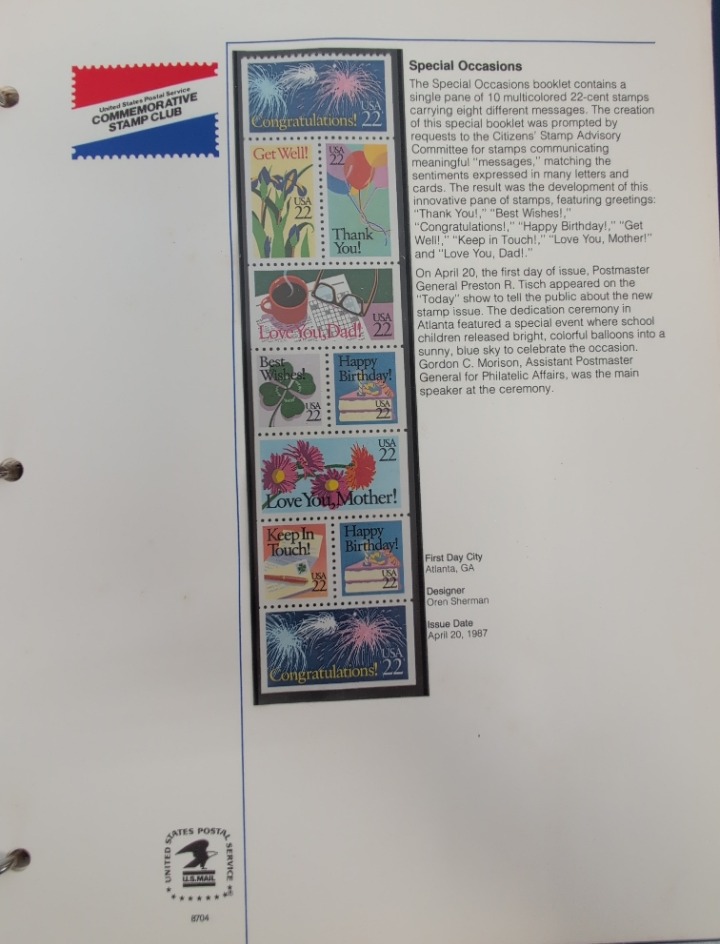 United States Postal Service
COMMEMORATIVE
STAMP CLUB
Congratulations!
USA
22
Get Well!
USA
22
USA
22
Thank
You!
Love You, Dad!
USA
22
Best
Wishes!
USA
22
Happy
Birthday!
USA
22
USA
22
Love You, Mother!
Keep In
Touch!
USA
22
Happy
Birthday!
USA
22
Congratulations!
USA
22
Special Occasions
The Special Occasions booklet contains a
single pane of 10 multicolored 22-cent stamps
carrying eight different messages. The creation
of this special booklet was prompted by
requests to the Citizens' Stamp Advisory
Committee for stamps communicating
meaningful "messages," matching the
sentiments expressed in many letters and
cards. The result was the development of this
innovative pane of stamps, featuring greetings:
"Thank You!," "Best Wishes!,"
"Congratulations!," "Happy Birthday!," "Get
Well!," "Keep in Touch!," "Love You, Mother!"
and "Love You, Dad!."
On April 20, the first day of issue, Postmaster
General Preston R. Tisch appeared on the
"Today" show to tell the public about the new
stamp issue. The dedication ceremony in
Atlanta featured a special event where school
children released bright, colorful balloons into a
sunny, blue sky to celebrate the occasion.
Gordon C. Morison, Assistant Postmaster
General for Philatelic Affairs, was the main
speaker at the ceremony.
First Day City
Atlanta, GA
Designer
Oren Sherman
Issue Date
April 20, 1987
UNITED STATES POSTAL SERVICE
U.S.MAIL
8704